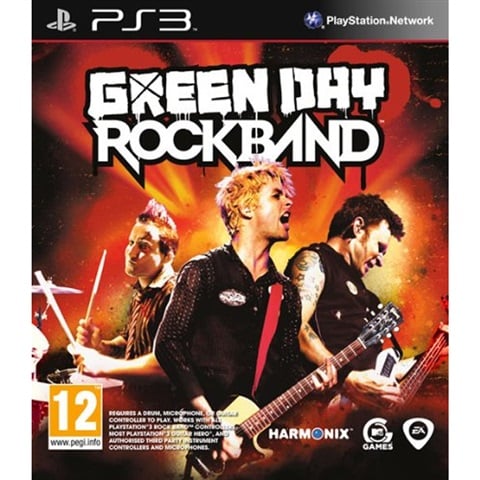 PS3
PlayStation®Network
GREEN DAY
ROCKBAND
12
www.pegi.info
REQUIRES A DRUM, MICROPHONE, OR GUITAR
CONTROLLER TO PLAY. WORKS WITH ALL
PLAYSTATION®3 ROCK BAND™ CONTROLLERS,
MOST PLAYSTATION®3 GUITAR HERO®, AND
AUTHORISED THIRD PARTY INSTRUMENT
CONTROLLERS AND MICROPHONES.
HARMONIX™
GAMES
EA